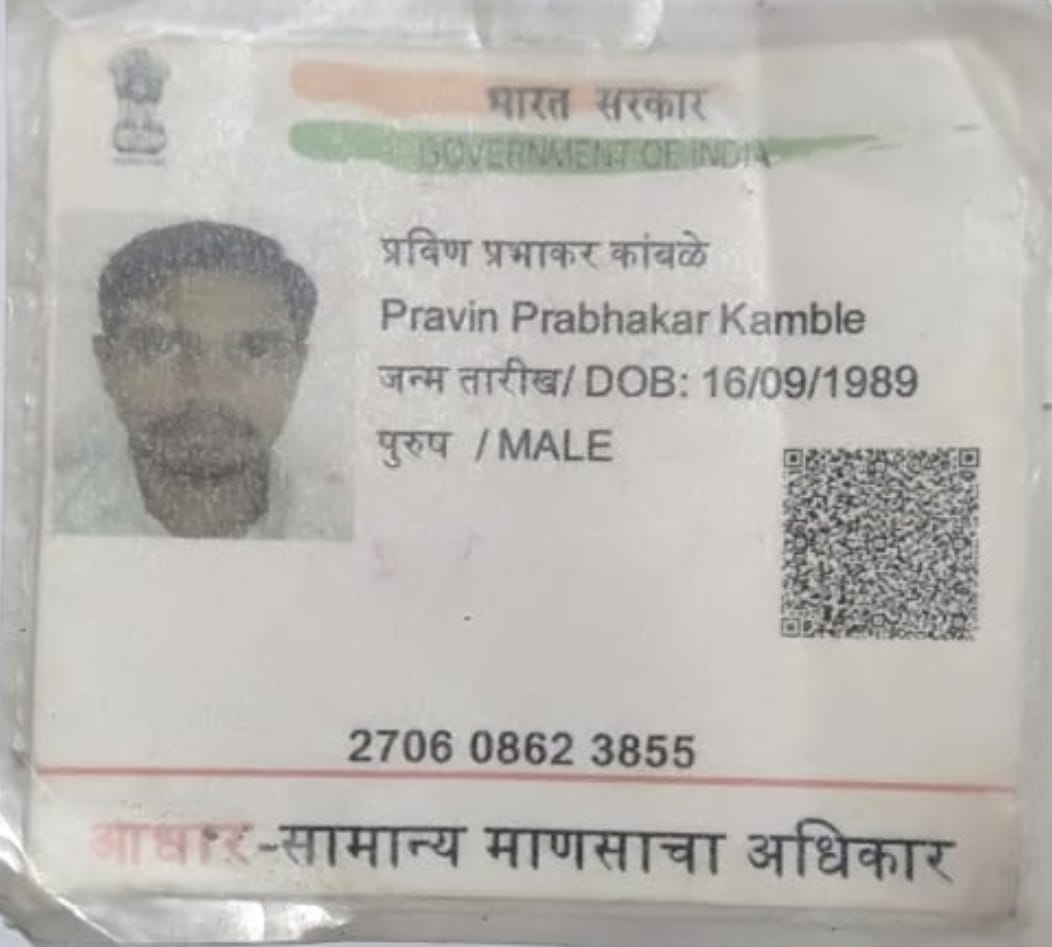 भारत सरकार
GOVERNMENT OF INDIA
प्रविण प्रभाकर कांबळे
Pravin Prabhakar Kamble
जन्म तारीख/ DOB: 16/09/1989
पुरुष / MALE
2706 0862 3855
आधार-सामान्य माणसाचा अधिकार